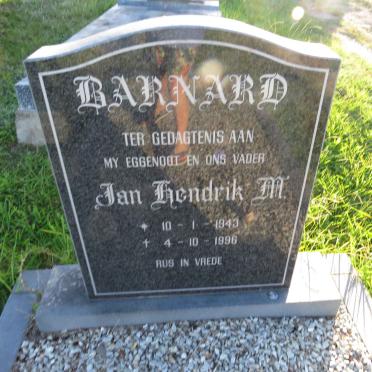 BARNARD
TER GEDAGTENIS AAN
MY EGGENOOT EN ONS VADER
Jan Hendrik M.
* 10 - 1 - 1943
† 4 - 10 - 1996
RUS IN VREDE